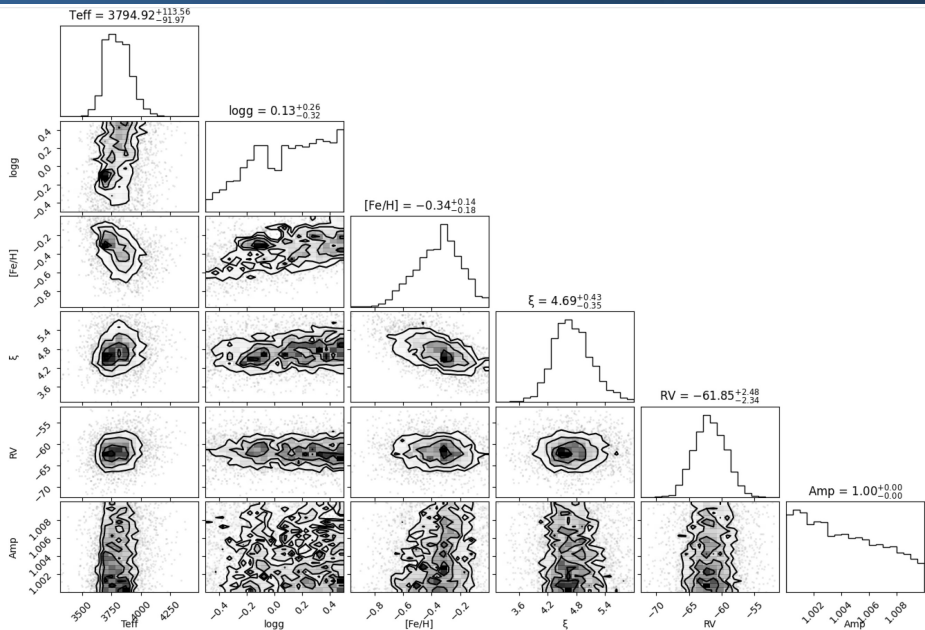 Teff = 3794.92+113.56−91.97
logg = 0.13+0.26−0.32
0.4
0.2
0.0
−0.2
−0.4
logg
[Fe/H] = −0.34+0.14−0.18
−0.2
−0.4
−0.6
−0.8
[Fe/H]
ξ = 4.69+0.43−0.35
5.4
4.8
4.2
3.6
ξ
RV = −61.85+2.48−2.34
−55
−60
−65
−70
RV
Amp = 1.00+0.00−0.00
1.008
1.006
1.004
1.002
Amp
3500 3750 4000 4250
−0.4 −0.2 0.0 0.2 0.4
−0.8 −0.6 −0.4 −0.2
3.6 4.2 4.8 5.4
−70 −65 −60 −55
1.002 1.004 1.006 1.008
Teff logg [Fe/H] ξ RV Amp